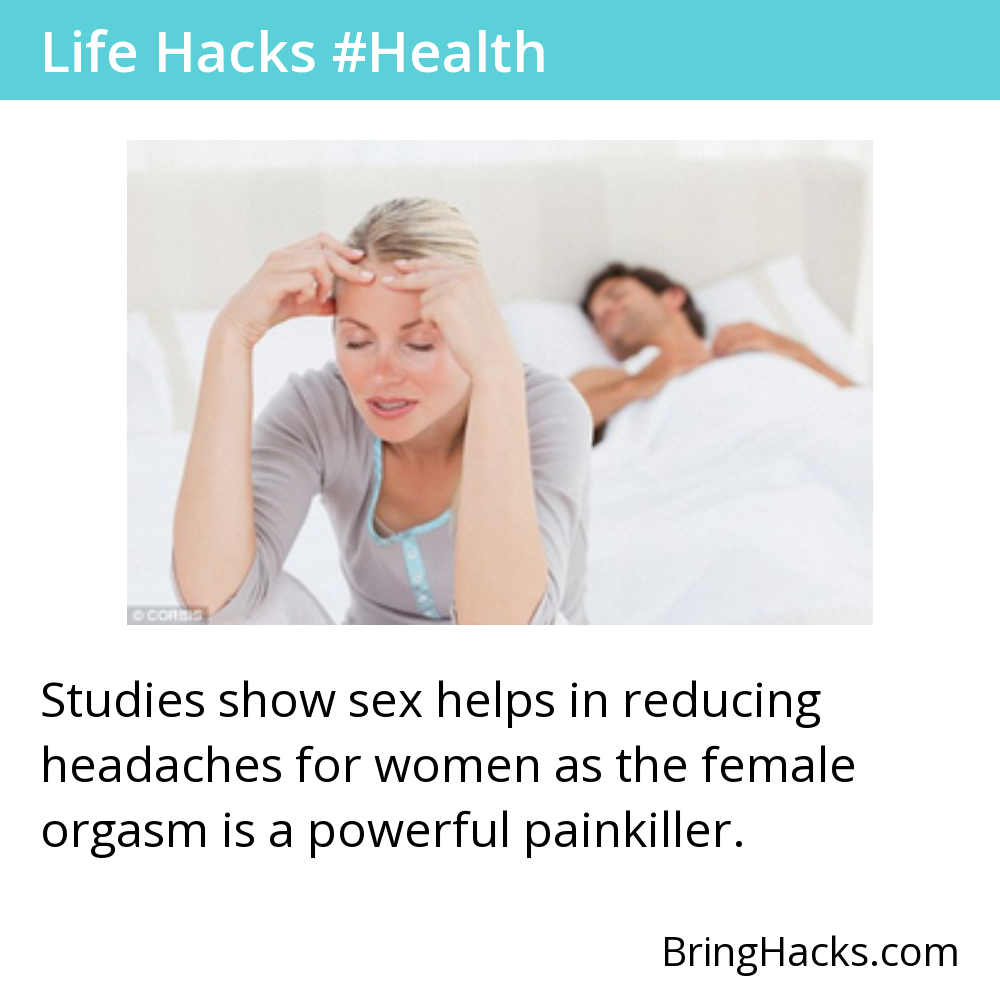 Life Hacks #Health
© CORBIS
Studies show sex helps in reducing
headaches for women as the female
orgasm is a powerful painkiller.
BringHacks.com